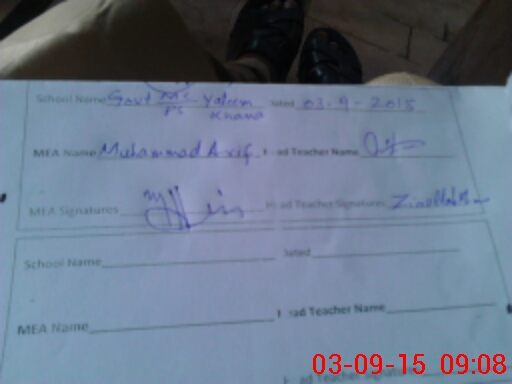 School Name Govt MS Yateem Dated 03-9-2015
PS Khana
MEA Name Muhammad Arif Head Teacher Name
MEA Signatures Head Teacher Signatures
School Name Dated
MEA Name Head Teacher Name
03-09-15 09:08